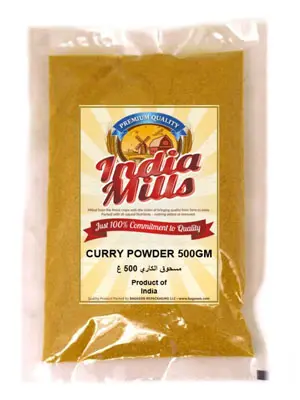 PREMIUM QUALITY
India
Mills
Just 100% Commitment to Quality
CURRY POWDER 500GM
مسحوق الكاري 500 غ
Product of
India